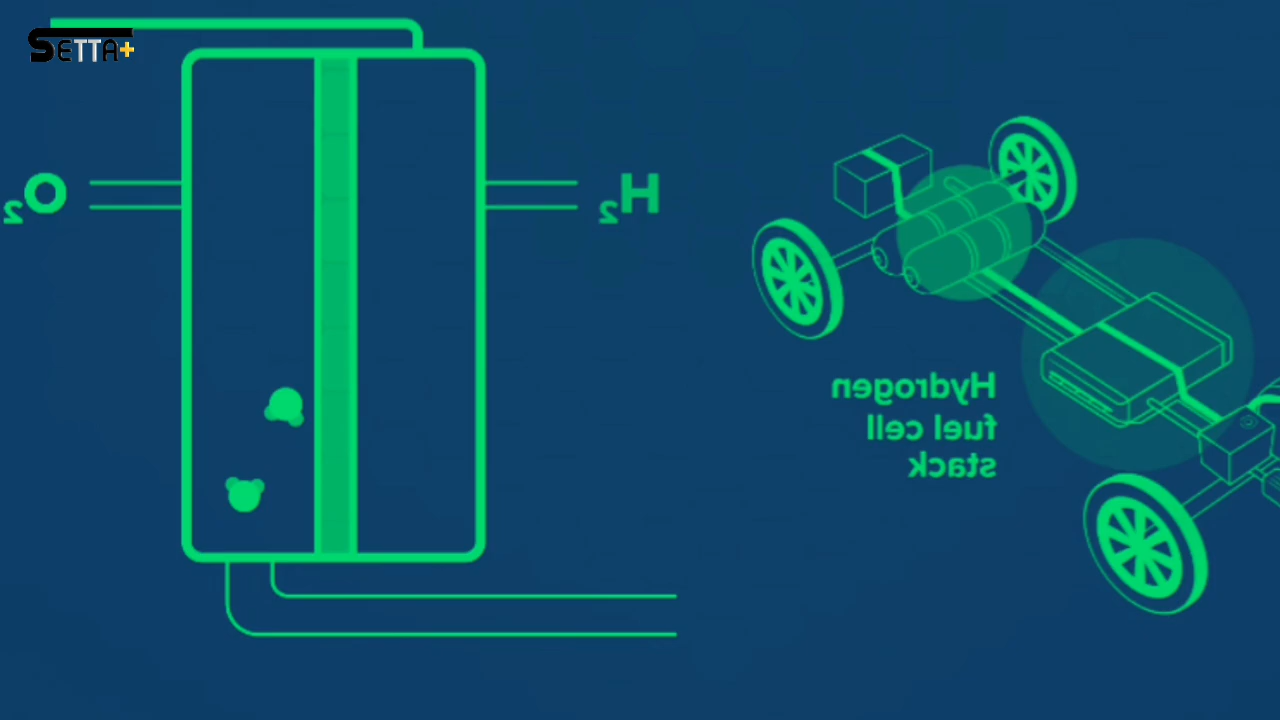 SETTA+
O2
H2
Hydrogen
fuel cell
stack